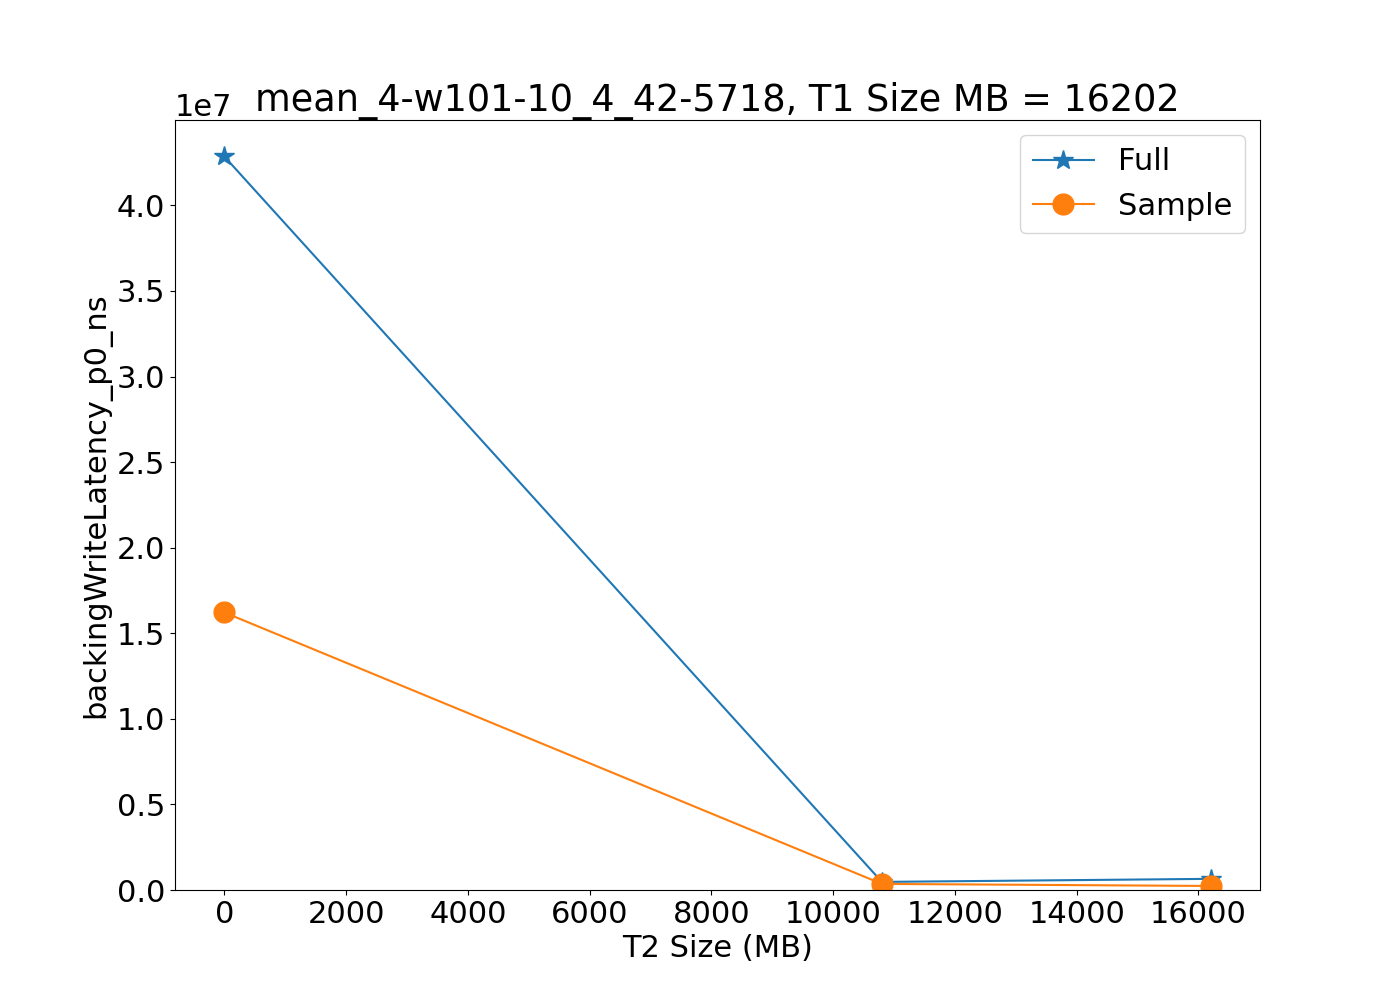 1e7
mean_4-w101-10_4_42-5718, T1 Size MB = 16202
Full
Sample
backingWriteLatency_p0_ns
4.0
3.5
3.0
2.5
2.0
1.5
1.0
0.5
0.0
0 2000 4000 6000 8000 10000 12000 14000 16000
T2 Size (MB)